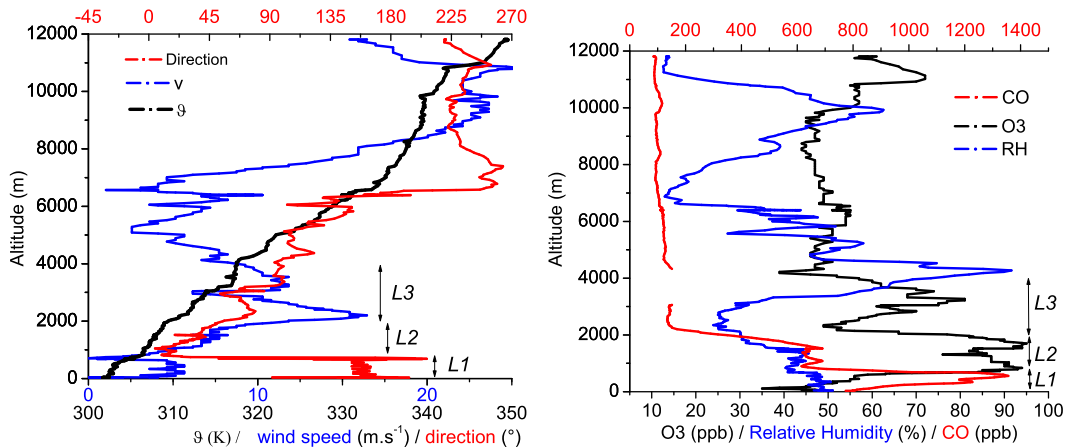 -45 0 45 90 135 180 225 270
12000
10000
8000
6000
4000
2000
0
Altitude (m)
Direction
v
ϑ
L3
L2
L1
0 20
300 310 320 330 340 350
ϑ (K) / wind speed (m.s⁻¹) / direction (°)
0 200 400 600 800 1000 1200 1400
12000
10000
8000
6000
4000
2000
0
Altitude (m)
CO
O3
RH
L3
L2
L1
10 20 30 40 50 60 70 80 90 100
O3 (ppb) / Relative Humidity (%) / CO (ppb)